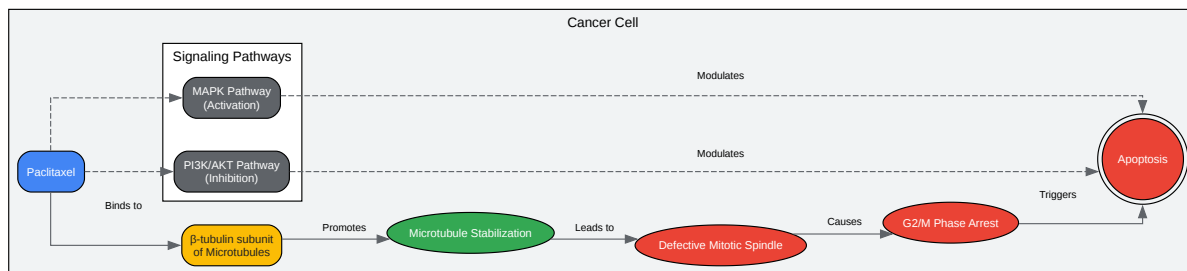 Cancer Cell
Signaling Pathways
MAPK Pathway
(Activation)
Modulates
PI3K/AKT Pathway
(Inhibition)
Modulates
Paclitaxel
Apoptosis
Binds to
β-tubulin subunit
of Microtubules
Promotes
Microtubule Stabilization
Leads to
Defective Mitotic Spindle
Causes
G2/M Phase Arrest
Triggers